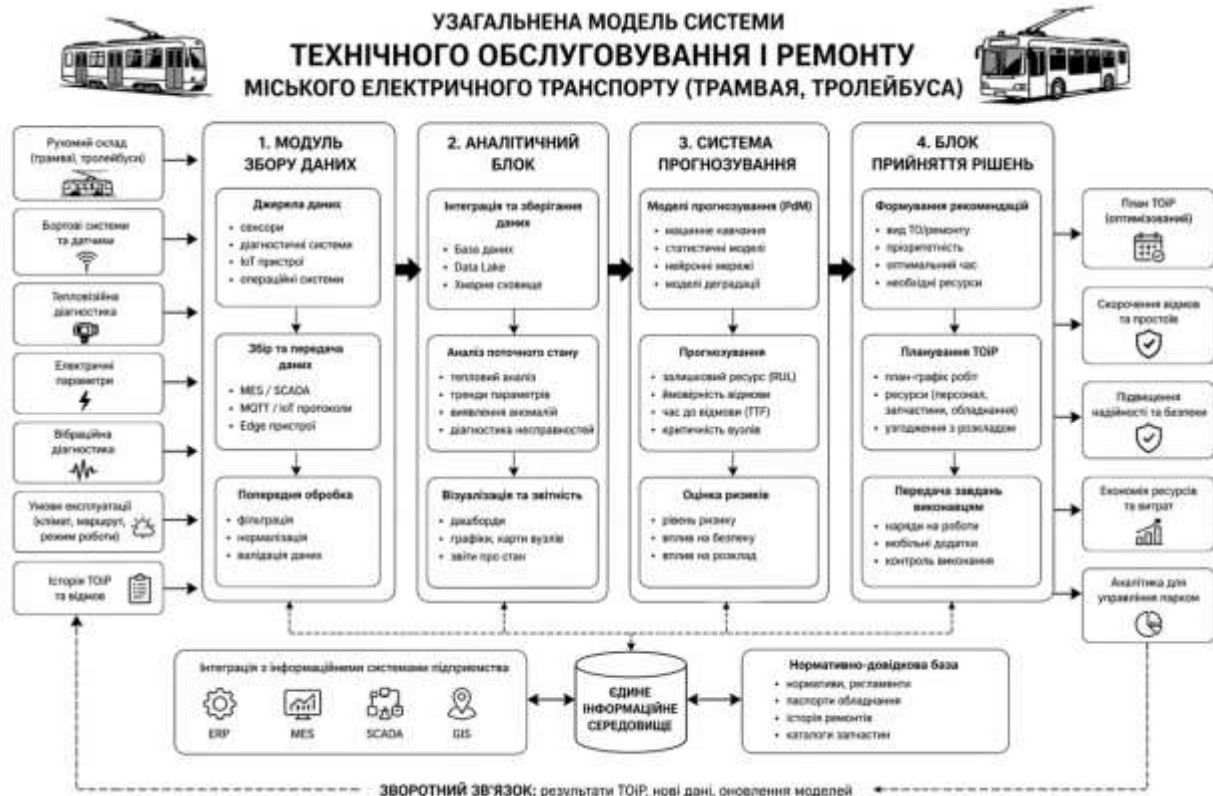 УЗАГАЛЬНЕНА МОДЕЛЬ СИСТЕМИ
ТЕХНІЧНОГО ОБСЛУГОВУВАННЯ І РЕМОНТУ
МІСЬКОГО ЕЛЕКТРИЧНОГО ТРАНСПОРТУ (ТРАМВАЯ, ТРОЛЕЙБУСА)
Рухомий склад
(трамваї, тролейбуси)
Бортові системи
та датчики
Тепловізійна
діагностика
Електричні
параметри
Вібраційна
діагностика
Умови експлуатації
(клімат, маршрут,
режим роботи)
Історія ТОіР
та відмов
1. МОДУЛЬ
ЗБОРУ ДАНИХ
Джерела даних
• сенсори
• діагностичні системи
• IoT пристрої
• операційні системи
Збір та передача
даних
• MES / SCADA
• MQTT / IoT протоколи
• Edge пристрої
Попередня обробка
• фільтрація
• нормалізація
• валідація даних
2. АНАЛІТИЧНИЙ
БЛОК
Інтеграція та зберігання
даних
• База даних
• Data Lake
• Хмарне сховище
Аналіз поточного стану
• тепловий аналіз
• тренди параметрів
• виявлення аномалій
• діагностика несправностей
Візуалізація та звітність
• дашборди
• графіки, карти вузлів
• звіти про стан
3. СИСТЕМА
ПРОГНОЗУВАННЯ
Моделі прогнозування (PdM)
• машинне навчання
• статистичні моделі
• нейронні мережі
• моделі деградації
Прогнозування
• залишковий ресурс (RUL)
• ймовірність відмови
• час до відмови (TTF)
• критичність вузлів
Оцінка ризиків
• рівень ризику
• вплив на безпеку
• вплив на розклад
4. БЛОК
ПРИЙНЯТТЯ РІШЕНЬ
Формування рекомендацій
• вид ТО/ремонту
• пріоритетність
• оптимальний час
• необхідні ресурси
Планування ТОіР
• план-графік робіт
• ресурси (персонал,
запчастини, обладнання)
• узгодження з розкладом
Передача завдань
виконавцям
• наряди на роботи
• мобільні додатки
• контроль виконання
План ТОіР
(оптимізований)
Скорочення відмов
та простоїв
Підвищення
надійності та безпеки
Економія ресурсів
та витрат
Аналітика для
управління парком
Інтеграція з інформаційними системами підприємства
ERP MES SCADA GIS
ЄДИНЕ
ІНФОРМАЦІЙНЕ
СЕРЕДОВИЩЕ
Нормативно-довідкова база
• нормативи, регламенти
• паспорти обладнання
• історія ремонтів
• каталоги запчастин
ЗВОРОТНИЙ ЗВ'ЯЗОК: результати ТОіР, нові дані, оновлення моделей